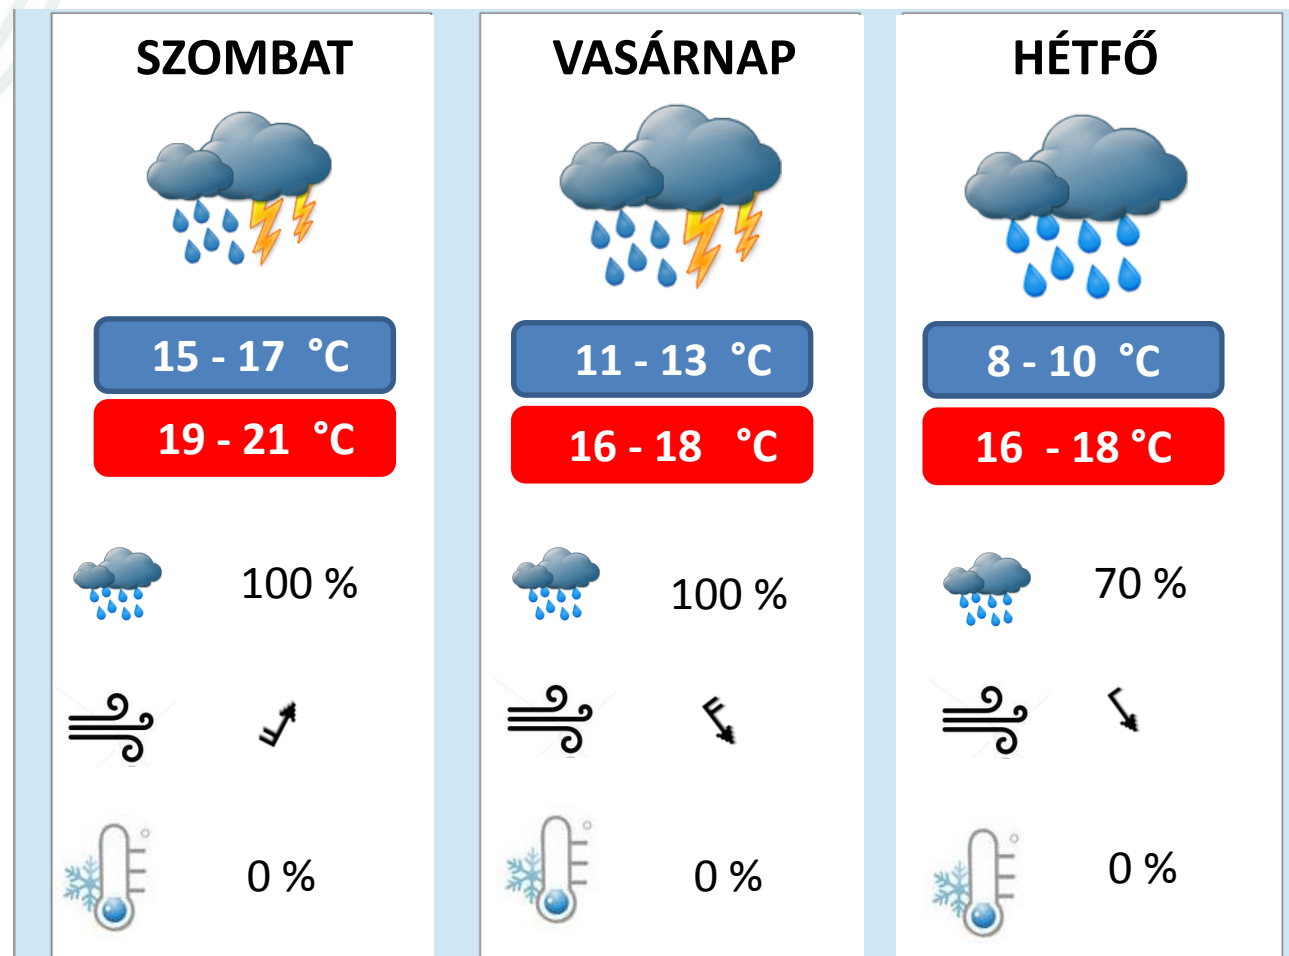 SZOMBAT
15 - 17 °C
19 - 21 °C
100 %
0 %
VASÁRNAP
11 - 13 °C
16 - 18 °C
100 %
0 %
HÉTFŐ
8 - 10 °C
16 - 18 °C
70 %
0 %